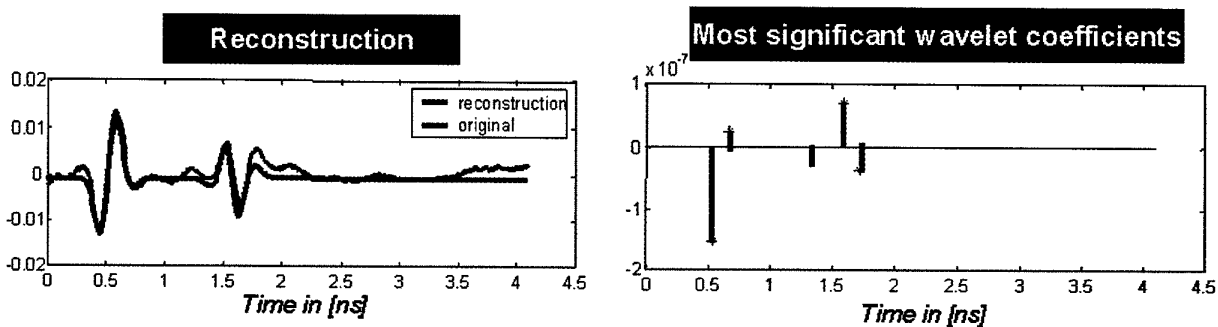 Reconstruction
0.02
0.01
0
-0.01
-0.02
0 0.5 1 1.5 2 2.5 3 3.5 4 4.5
Time in [ns]
reconstruction
original
Most significant wavelet coefficients
x 10-7
1
0
-1
-2
0 0.5 1 1.5 2 2.5 3 3.5 4 4.5
Time in [ns]